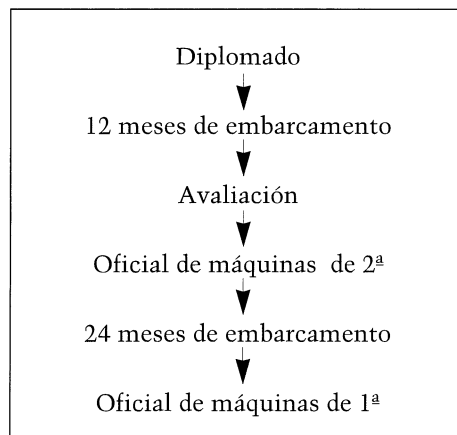 Diplomado
12 meses de embarcamento
Avaliación
Oficial de máquinas de 2ª
24 meses de embarcamento
Oficial de máquinas de 1ª